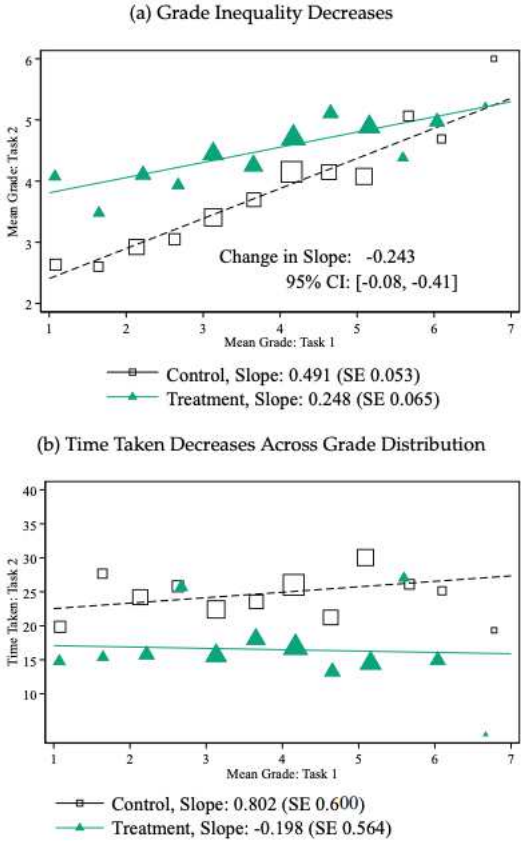 (a) Grade Inequality Decreases
6
5
4
3
2
Mean Grade: Task 2
Change in Slope: -0.243
95% CI: [-0.08, -0.41]
1 2 3 4 5 6 7
Mean Grade: Task 1
Control, Slope: 0.491 (SE 0.053)
Treatment, Slope: 0.248 (SE 0.065)
(b) Time Taken Decreases Across Grade Distribution
40
35
30
25
20
15
10
Time Taken: Task 2
1 2 3 4 5 6 7
Mean Grade: Task 1
Control, Slope: 0.802 (SE 0.600)
Treatment, Slope: -0.198 (SE 0.564)